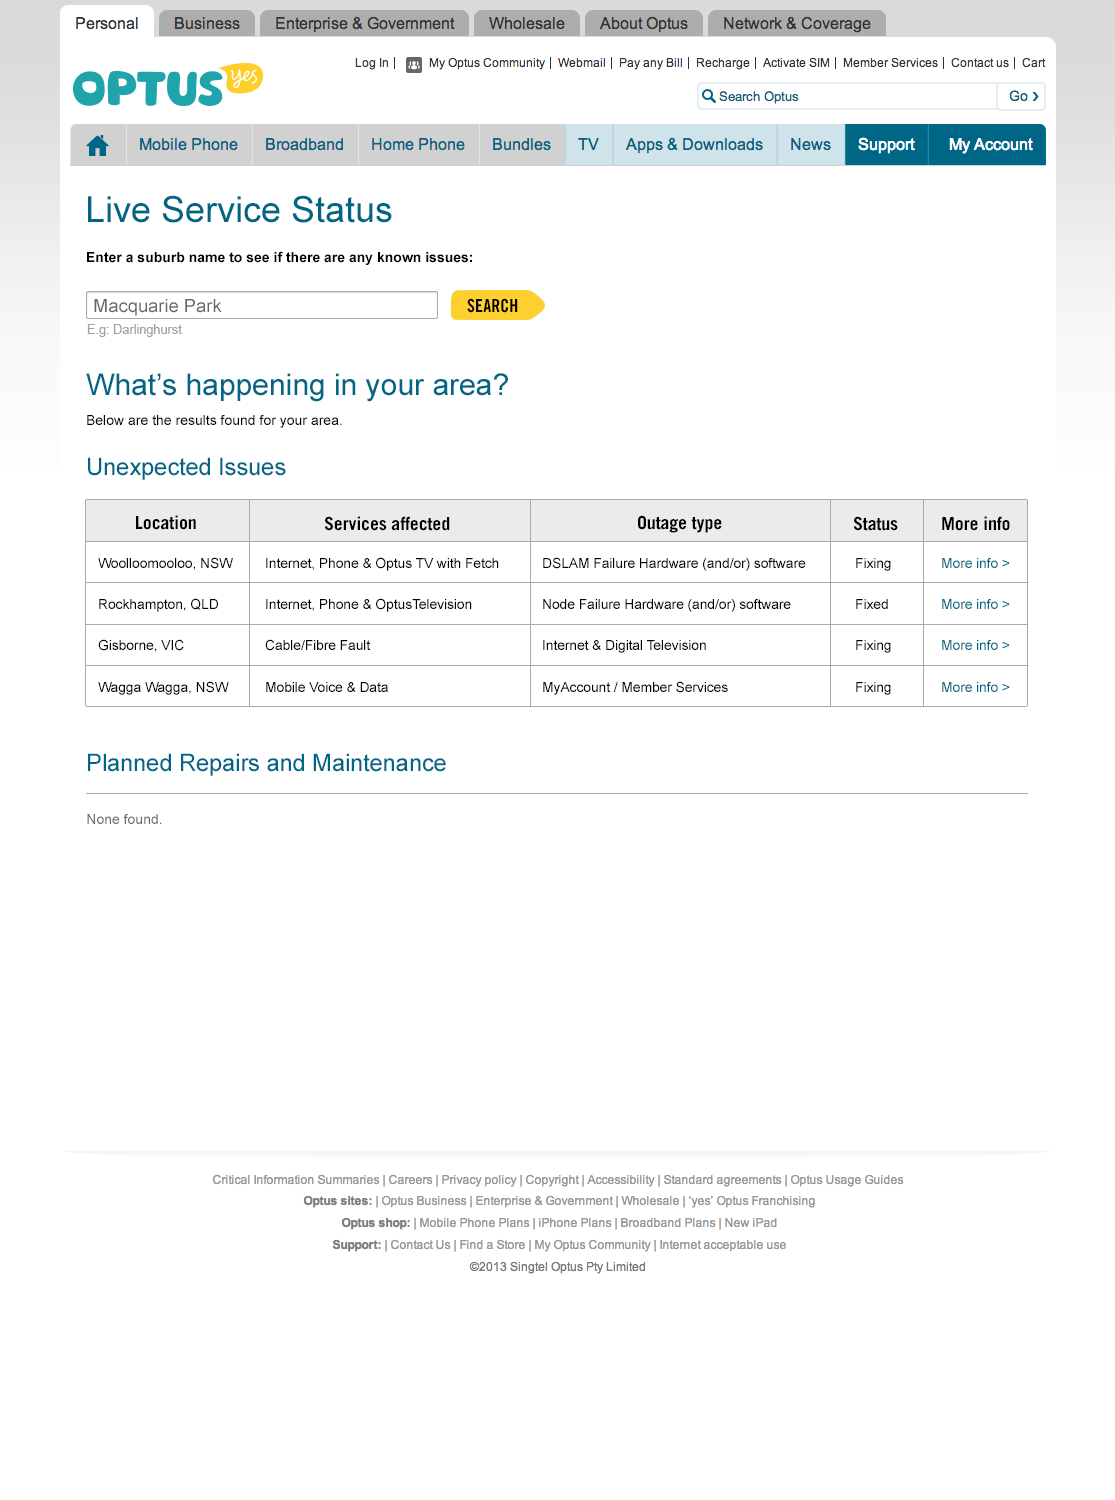 Personal Business Enterprise & Government Wholesale About Optus Network & Coverage
Log In | My Optus Community | Webmail | Pay any Bill | Recharge | Activate SIM | Member Services | Contact us | Cart
OPTUS yes
Search Optus Go ›
Mobile Phone Broadband Home Phone Bundles TV Apps & Downloads News Support My Account
Live Service Status
Enter a suburb name to see if there are any known issues:
Macquarie Park SEARCH
E.g: Darlinghurst
What's happening in your area?
Below are the results found for your area.
Unexpected Issues
Location Services affected Outage type Status More info
Woolloomooloo, NSW Internet, Phone & Optus TV with Fetch DSLAM Failure Hardware (and/or) software Fixing More info >
Rockhampton, QLD Internet, Phone & OptusTelevision Node Failure Hardware (and/or) software Fixed More info >
Gisborne, VIC Cable/Fibre Fault Internet & Digital Television Fixing More info >
Wagga Wagga, NSW Mobile Voice & Data MyAccount / Member Services Fixing More info >
Planned Repairs and Maintenance
None found.
Critical Information Summaries | Careers | Privacy policy | Copyright | Accessibility | Standard agreements | Optus Usage Guides
Optus sites: | Optus Business | Enterprise & Government | Wholesale | 'yes' Optus Franchising
Optus shop: | Mobile Phone Plans | iPhone Plans | Broadband Plans | New iPad
Support: | Contact Us | Find a Store | My Optus Community | Internet acceptable use
©2013 Singtel Optus Pty Limited